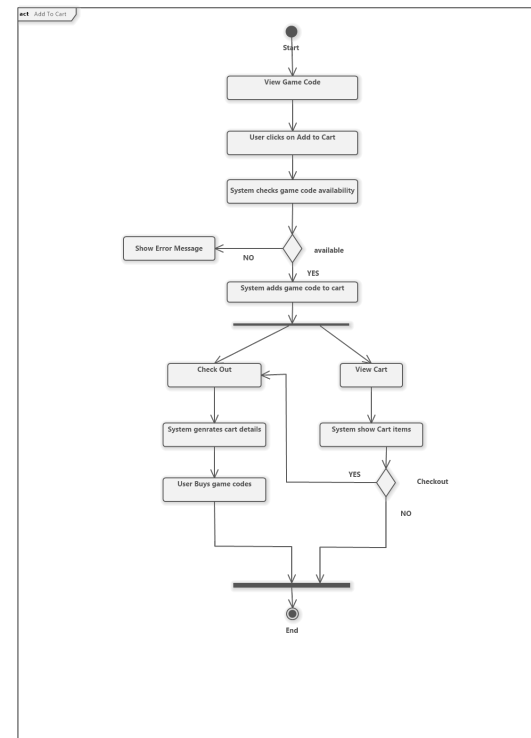 act Add To Cart
Start
View Game Code
User clicks on Add to Cart
System checks game code availability
Show Error Message
available
NO
YES
System adds game code to cart
Check Out
View Cart
System genrates cart details
System show Cart items
YES
Checkout
User Buys game codes
NO
End